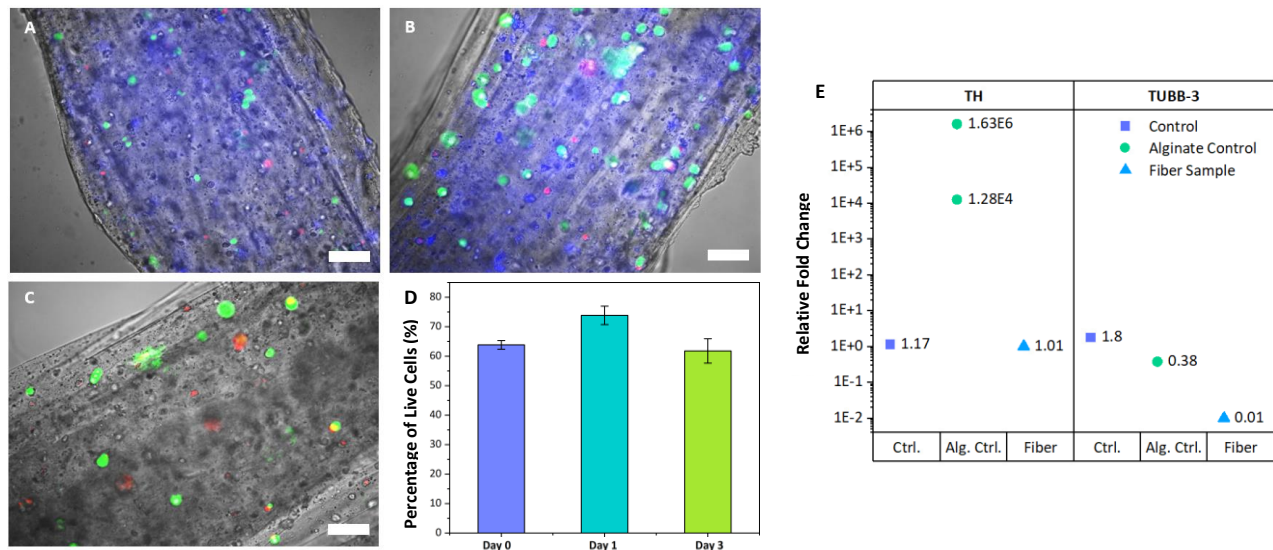 A
B
C
D
Percentage of Live Cells (%)
80
70
60
50
40
30
20
10
0
Day 0
Day 1
Day 3
E
TH
TUBB-3
Relative Fold Change
1E+6
1E+5
1E+4
1E+3
1E+2
1E+1
1E+0
1E-1
1E-2
1.63E6
1.28E4
1.17
1.01
Control
Alginate Control
Fiber Sample
1.8
0.38
0.01
Ctrl.
Alg. Ctrl.
Fiber
Ctrl.
Alg. Ctrl.
Fiber